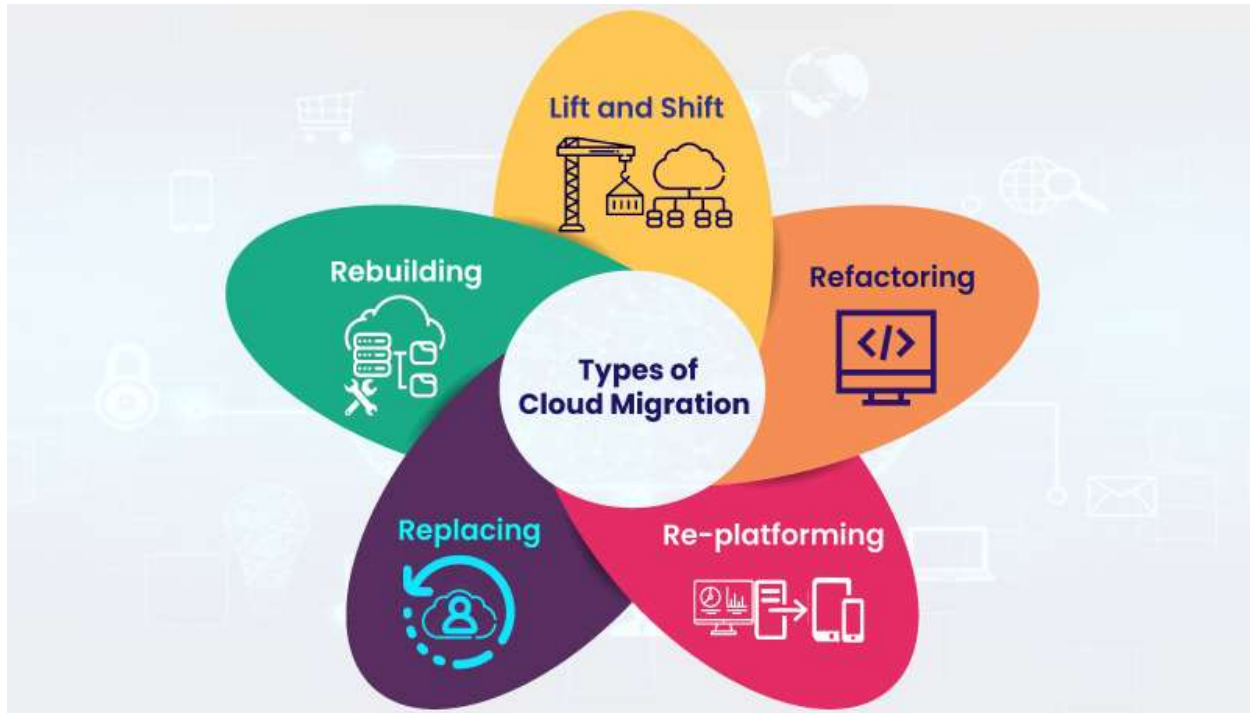 Lift and Shift
Refactoring
Re-platforming
Replacing
Rebuilding
Types of
Cloud Migration